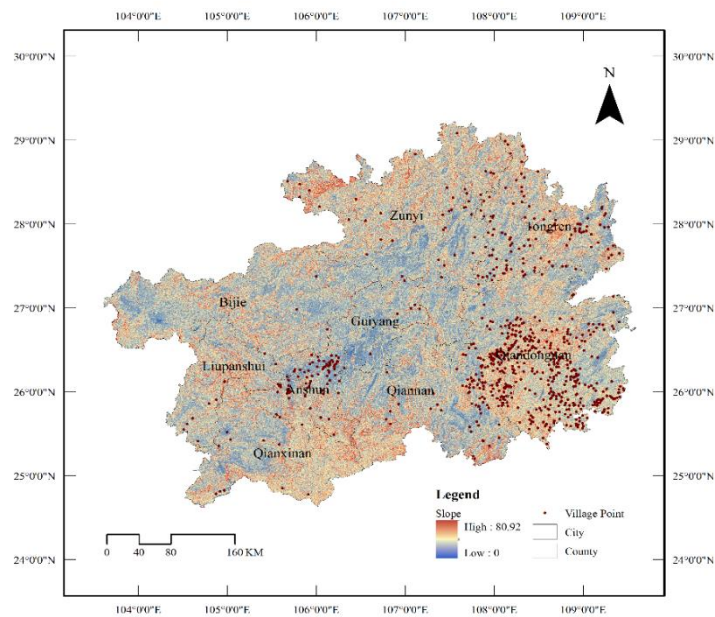 104°0'0"E 105°0'0"E 106°0'0"E 107°0'0"E 108°0'0"E 109°0'0"E
30°0'0"N 30°0'0"N
N
29°0'0"N 29°0'0"N
Zunyi
28°0'0"N 28°0'0"N
Tongren
Bijie
27°0'0"N 27°0'0"N
Guiyang
Qiandongnan
Liupanshui
Anshun
Qiannan
26°0'0"N 26°0'0"N
Qianxinan
25°0'0"N 25°0'0"N
Legend
Slope
High : 80.92
Low : 0
Village Point
City
County
0 40 80 160 KM
24°0'0"N 24°0'0"N
104°0'0"E 105°0'0"E 106°0'0"E 107°0'0"E 108°0'0"E 109°0'0"E